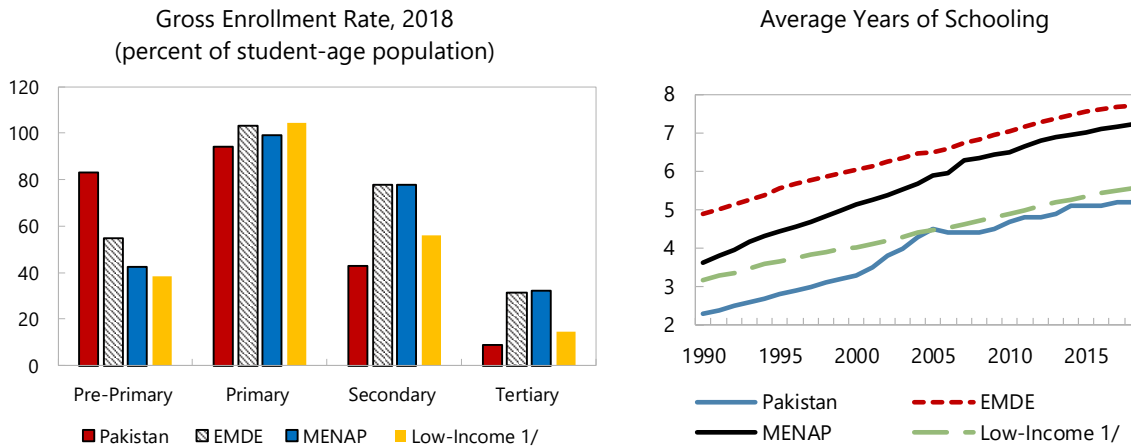 Gross Enrollment Rate, 2018
(percent of student-age population)
120
100
80
60
40
20
0
Pre-Primary Primary Secondary Tertiary
Pakistan EMDE MENAP Low-Income 1/
Average Years of Schooling
8
7
6
5
4
3
2
1990 1995 2000 2005 2010 2015
Pakistan EMDE
MENAP Low-Income 1/